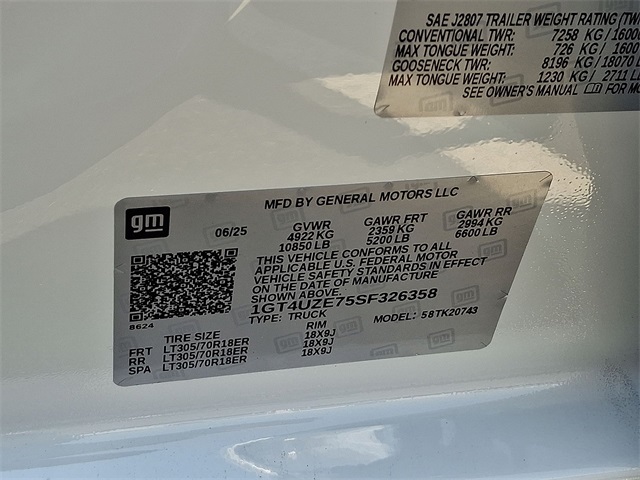 SAE J2807 TRAILER WEIGHT RATING (TW
CONVENTIONAL TWR: 7258 KG/1600
MAX TONGUE WEIGHT: 726 KG/ 1600
GOOSENECK TWR: 8196 KG/18070 L
MAX TONGUE WEIGHT: 1230 KG/ 2711 LB
SEE OWNER'S MANUAL FOR MO
gm
MFD BY GENERAL MOTORS LLC
06/25 GVWR GAWR FRT GAWR RR
4922 KG 2359 KG 2994 KG
10850 LB 5200 LB 6600 LB
THIS VEHICLE CONFORMS TO ALL
APPLICABLE U.S. FEDERAL MOTOR
VEHICLE SAFETY STANDARDS IN EFFECT
ON THE DATE OF MANUFACTURE
1GT4UZE75SF326358
8624
TYPE: TRUCK MODEL: 58TK20743
TIRE SIZE RIM
FRT LT305/70R18ER 18X9J
RR LT305/70R18ER 18X9J
SPA LT305/70R18ER 18X9J